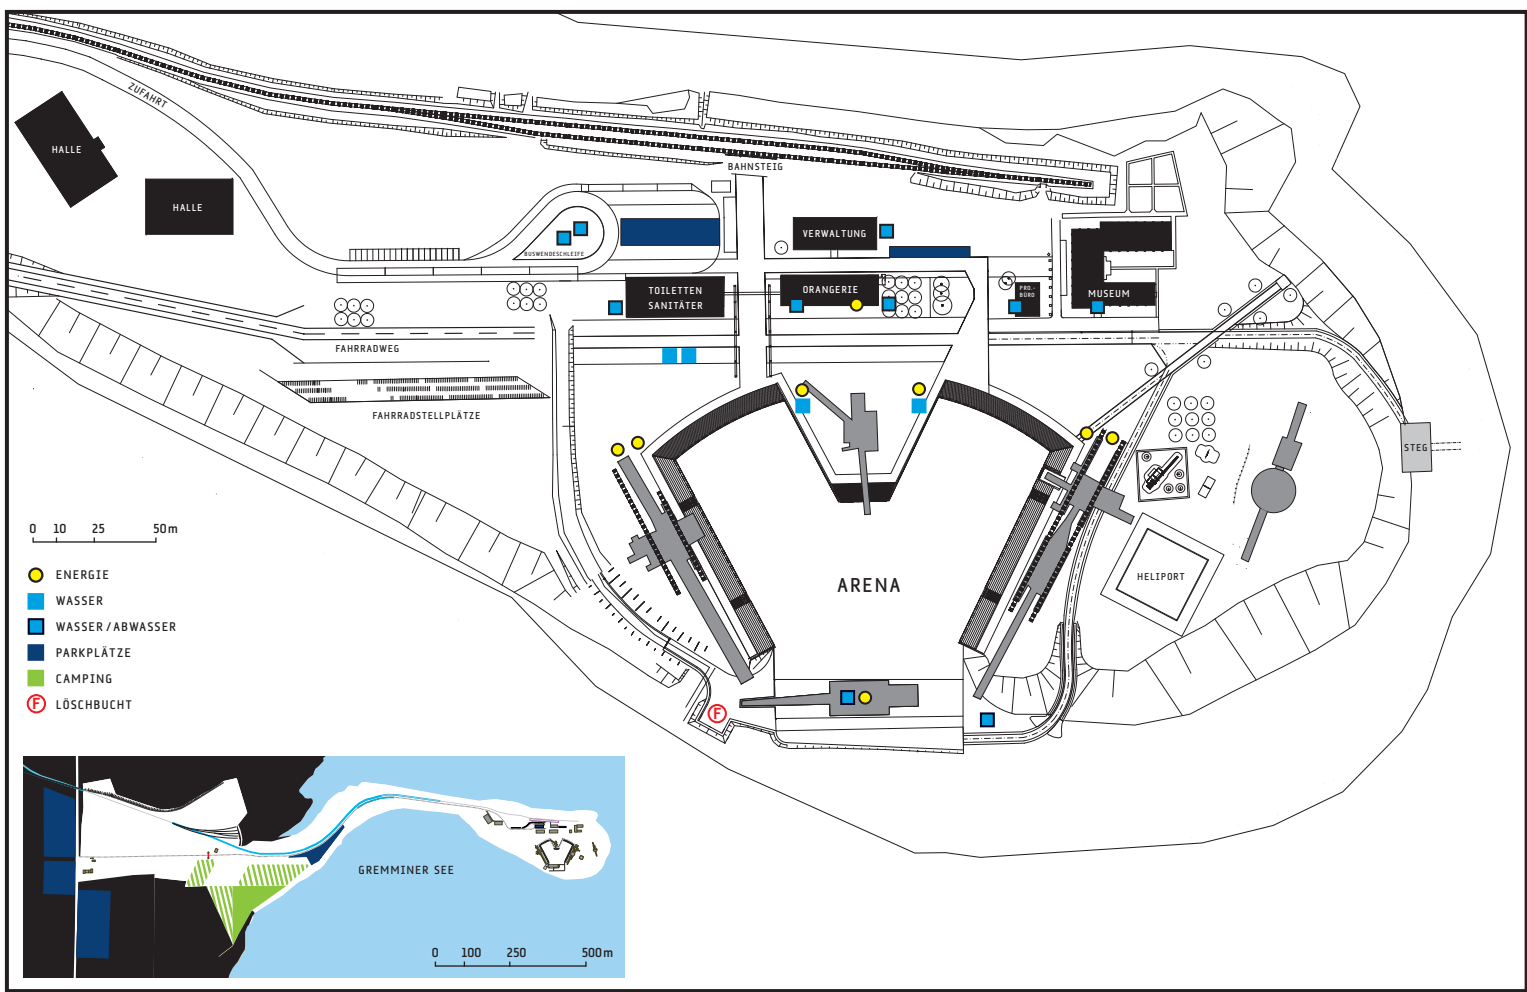 ZUFAHRT
HALLE
HALLE
BAHNSTEIG
VERWALTUNG
BUSWENDESCHLEIFE
TOILETTEN
SANITÄTER
ORANGERIE
PRO.-
BÜRO
MUSEUM
FAHRRADWEG
FAHRRADSTELLPLÄTZE
STEG
HELIPORT
ARENA
0 10 25 50m
ENERGIE
WASSER
WASSER/ABWASSER
PARKPLÄTZE
CAMPING
F LÖSCHBUCHT
F
GREMMINER SEE
0 100 250 500m